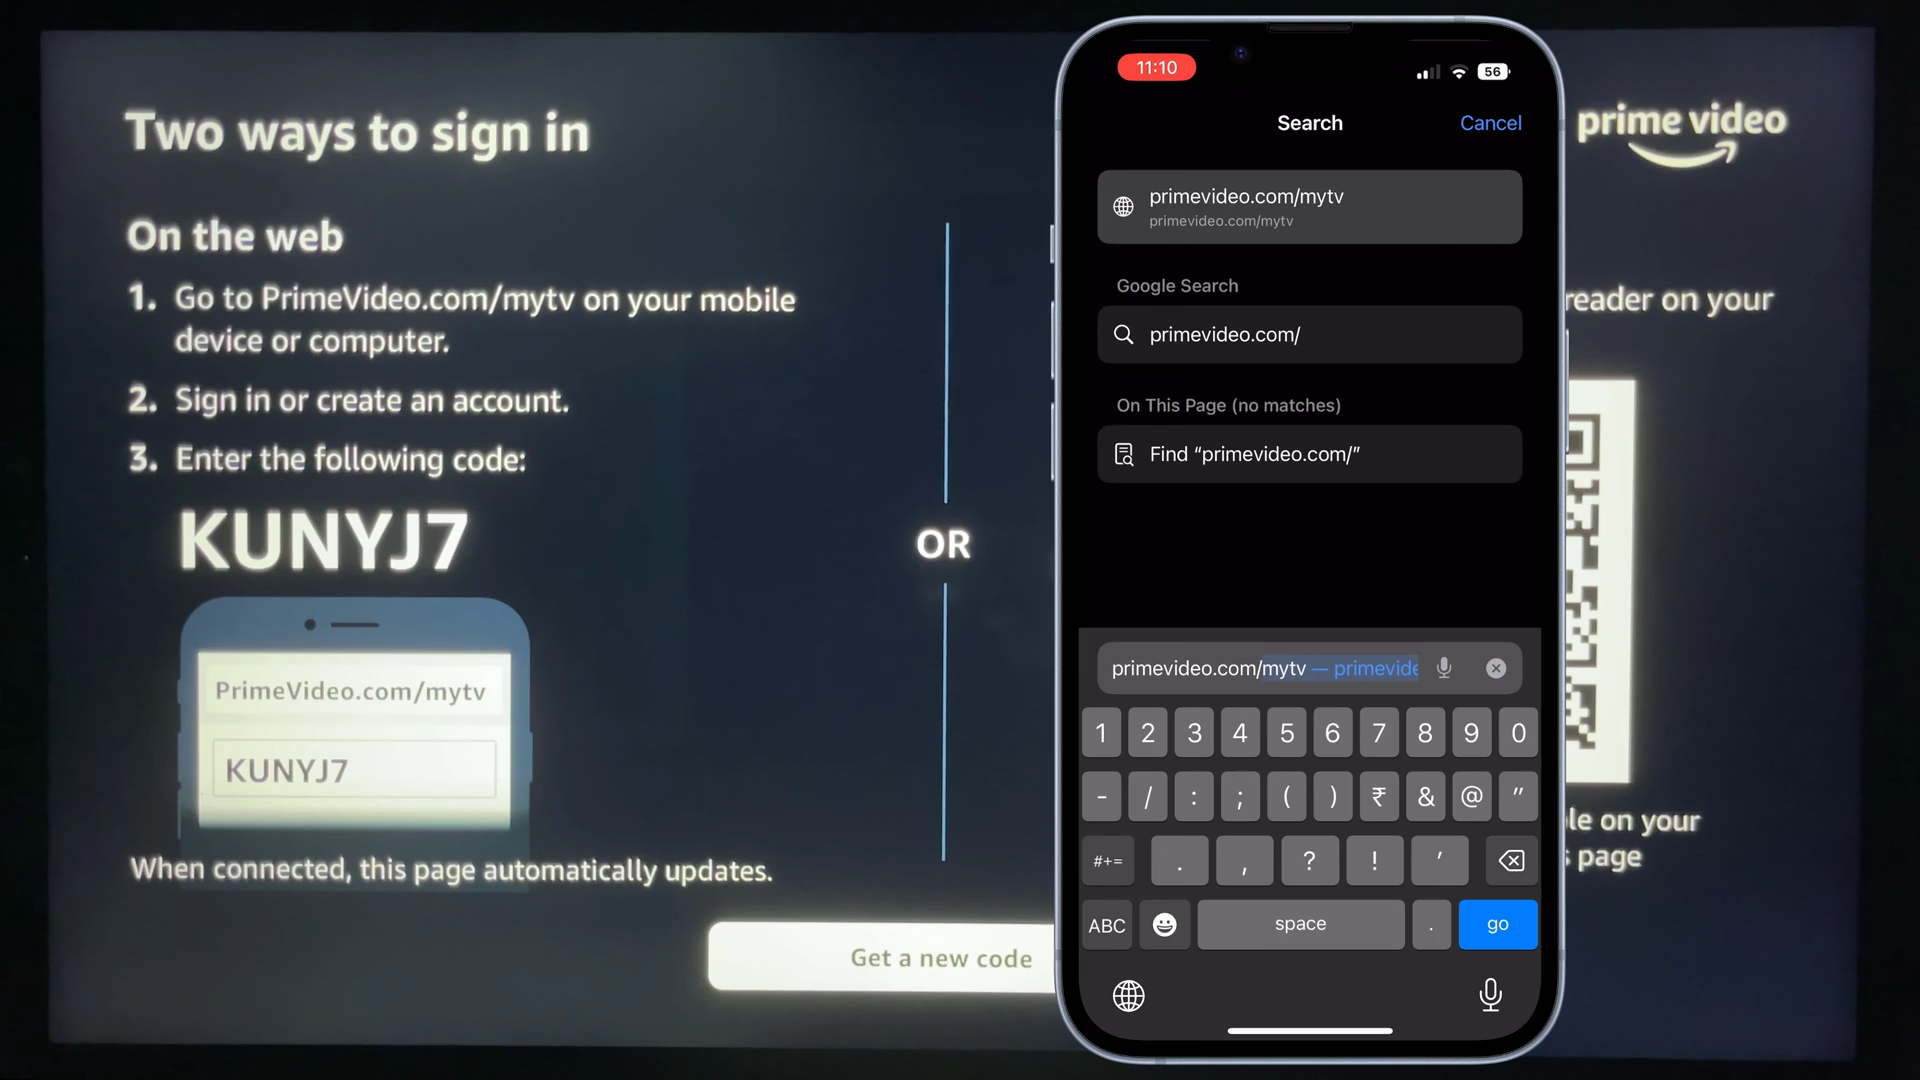 Two ways to sign in
On the web
1. Go to PrimeVideo.com/mytv on your mobile
device or computer.
2. Sign in or create an account.
3. Enter the following code:
KUNYJ7
PrimeVideo.com/mytv
KUNYJ7
When connected, this page automatically updates.
OR
Get a new code
prime video
reader on your
le on your
page
11:10
56
Search
Cancel
primevideo.com/mytv
primevideo.com/mytv
Google Search
primevideo.com/
On This Page (no matches)
Find “primevideo.com/”
primevideo.com/mytv — primevide
1 2 3 4 5 6 7 8 9 0
- / : ; ( ) ₹ & @ "
#+= . , ? ! '
ABC space . go